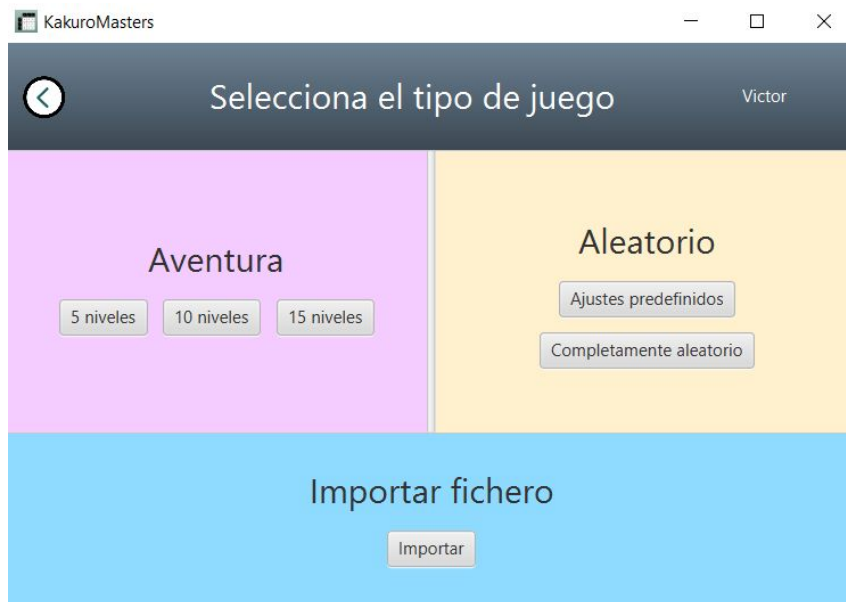 KakuroMasters
Selecciona el tipo de juego
Victor
Aventura
5 niveles
10 niveles
15 niveles
Aleatorio
Ajustes predefinidos
Completamente aleatorio
Importar fichero
Importar